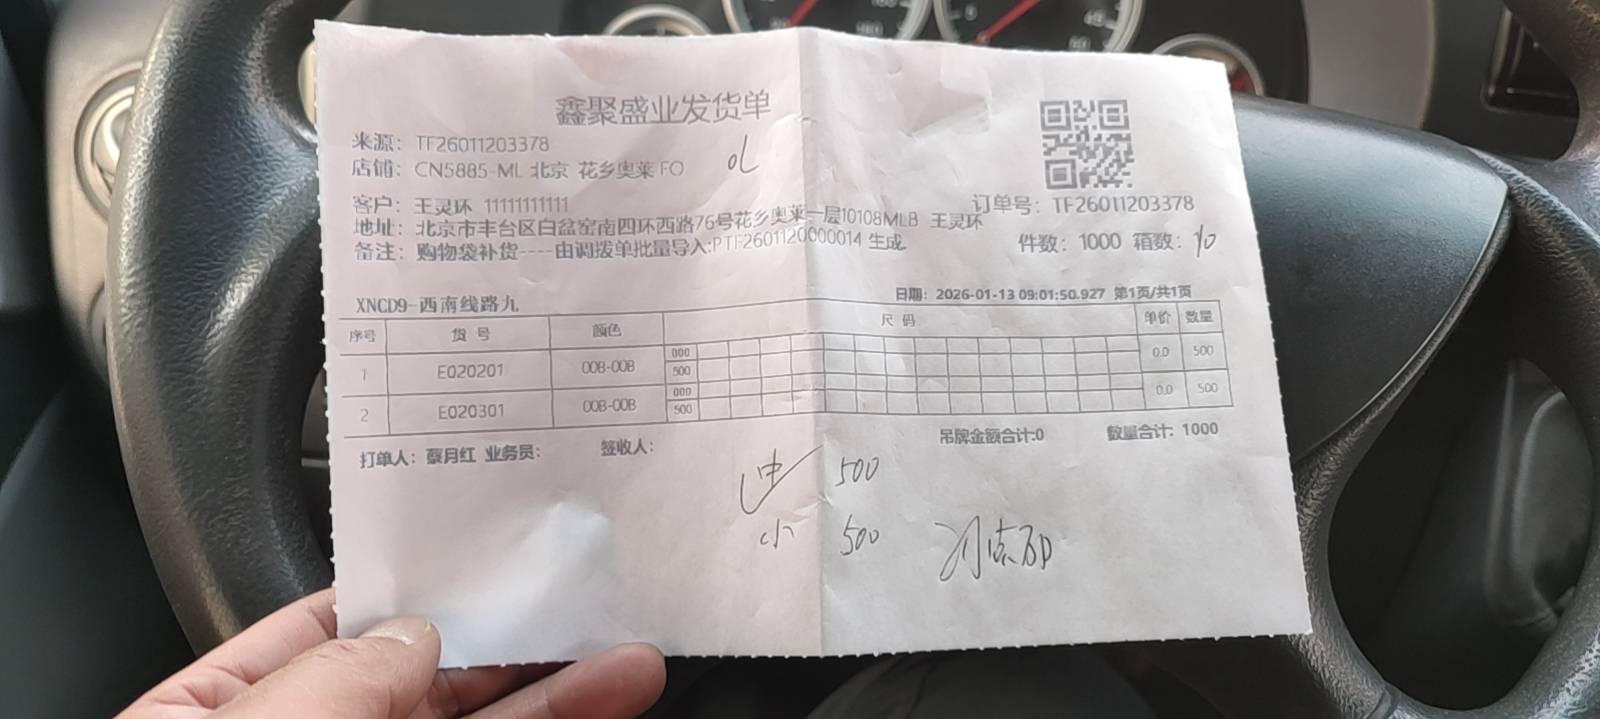 鑫聚盛业发货单
来源： TF26011203378
店铺： CN5885-ML 北京 花乡奥莱 FO
OL
客户： 王灵环 11111111111
订单号： TF26011203378
地址： 北京市丰台区白盆窑南四环西路76号花乡奥莱一层10108MLB 王灵环
备注： 购物袋补货----由调拨单批量导入:PTF2601120000014 生成
件数： 1000 箱数： 10
XNCD9-西南线路九
日期： 2026-01-13 09:01:50.927 第1页/共1页
序号 货 号 颜色 尺 码 单价 数量
1 E020201 00B-00B 000 500 0.0 500
2 E020301 00B-00B 000 500 0.0 500
打单人： 蔡月红 业务员： 签收人：
吊牌金额合计:0 数量合计: 1000
中 500
小 500